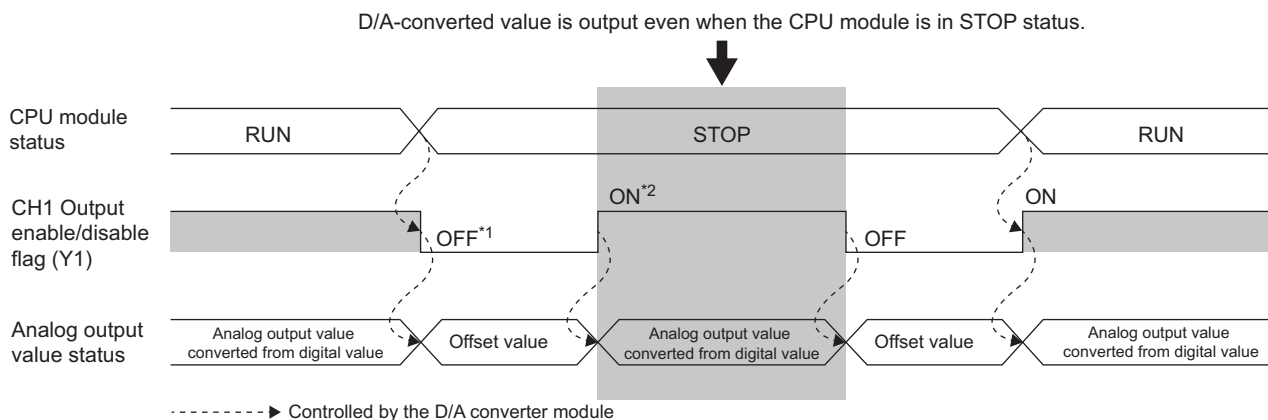 D/A-converted value is output even when the CPU module is in STOP status.
CPU module
status
RUN
STOP
RUN
CH1 Output
enable/disable
flag (Y1)
OFF*1
ON*2
OFF
ON
Analog output
value status
Analog output value
converted from digital value
Offset value
Analog output value
converted from digital value
Offset value
Analog output value
converted from digital value
Controlled by the D/A converter module